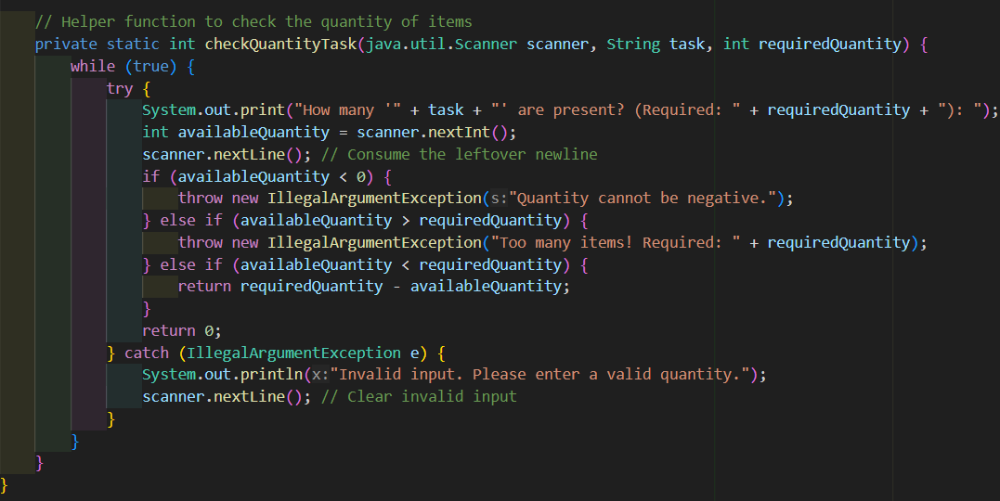 // Helper function to check the quantity of items
private static int checkQuantityTask(java.util.Scanner scanner, String task, int requiredQuantity) {
while (true) {
try {
System.out.print("How many '" + task + "' are present? (Required: " + requiredQuantity + "): ");
int availableQuantity = scanner.nextInt();
scanner.nextLine(); // Consume the leftover newline
if (availableQuantity < 0) {
throw new IllegalArgumentException(s:"Quantity cannot be negative.");
} else if (availableQuantity > requiredQuantity) {
throw new IllegalArgumentException("Too many items! Required: " + requiredQuantity);
} else if (availableQuantity < requiredQuantity) {
return requiredQuantity - availableQuantity;
}
return 0;
} catch (IllegalArgumentException e) {
System.out.println(x:"Invalid input. Please enter a valid quantity.");
scanner.nextLine(); // Clear invalid input
}
}
}
}